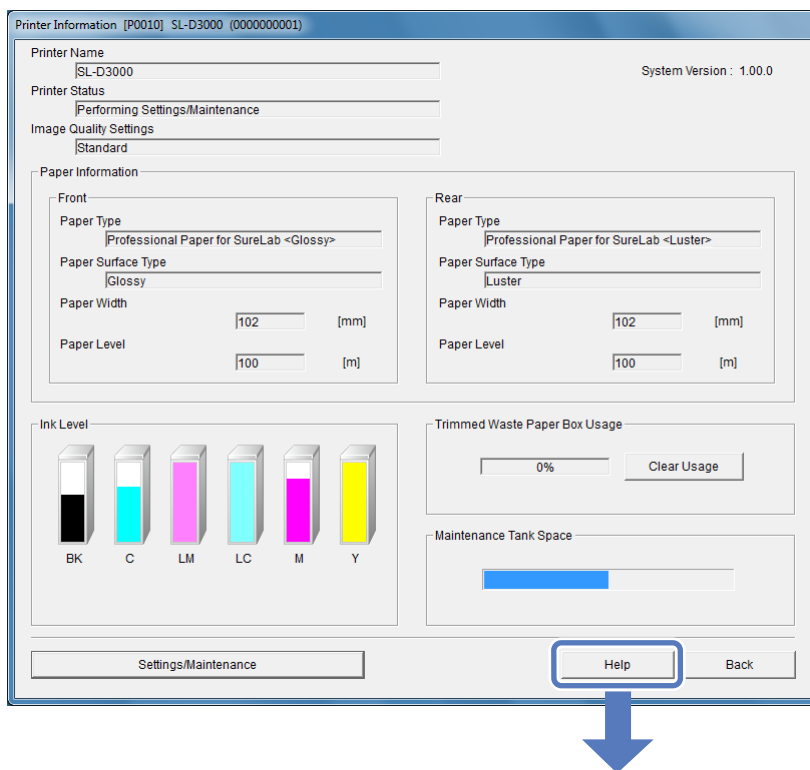 Printer Information [P0010] SL-D3000 (0000000001)
Printer Name
SL-D3000
System Version : 1.00.0
Printer Status
Performing Settings/Maintenance
Image Quality Settings
Standard
Paper Information
Front
Paper Type
Professional Paper for SureLab <Glossy>
Paper Surface Type
Glossy
Paper Width
102 [mm]
Paper Level
100 [m]
Rear
Paper Type
Professional Paper for SureLab <Luster>
Paper Surface Type
Luster
Paper Width
102 [mm]
Paper Level
100 [m]
Ink Level
BK C LM LC M Y
Trimmed Waste Paper Box Usage
0% Clear Usage
Maintenance Tank Space
Settings/Maintenance Help Back